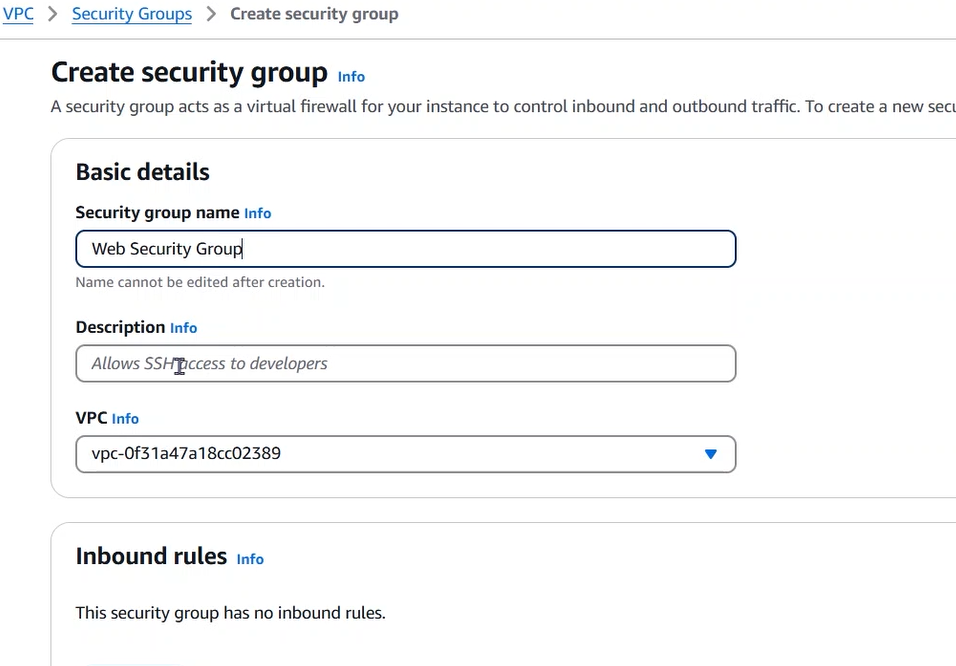 VPC > Security Groups > Create security group
Create security group Info
A security group acts as a virtual firewall for your instance to control inbound and outbound traffic. To create a new
Basic details
Security group name Info
Web Security Group
Name cannot be edited after creation.
Description Info
Allows SSH access to developers
VPC Info
vpc-0f31a47a18cc02389
Inbound rules Info
This security group has no inbound rules.